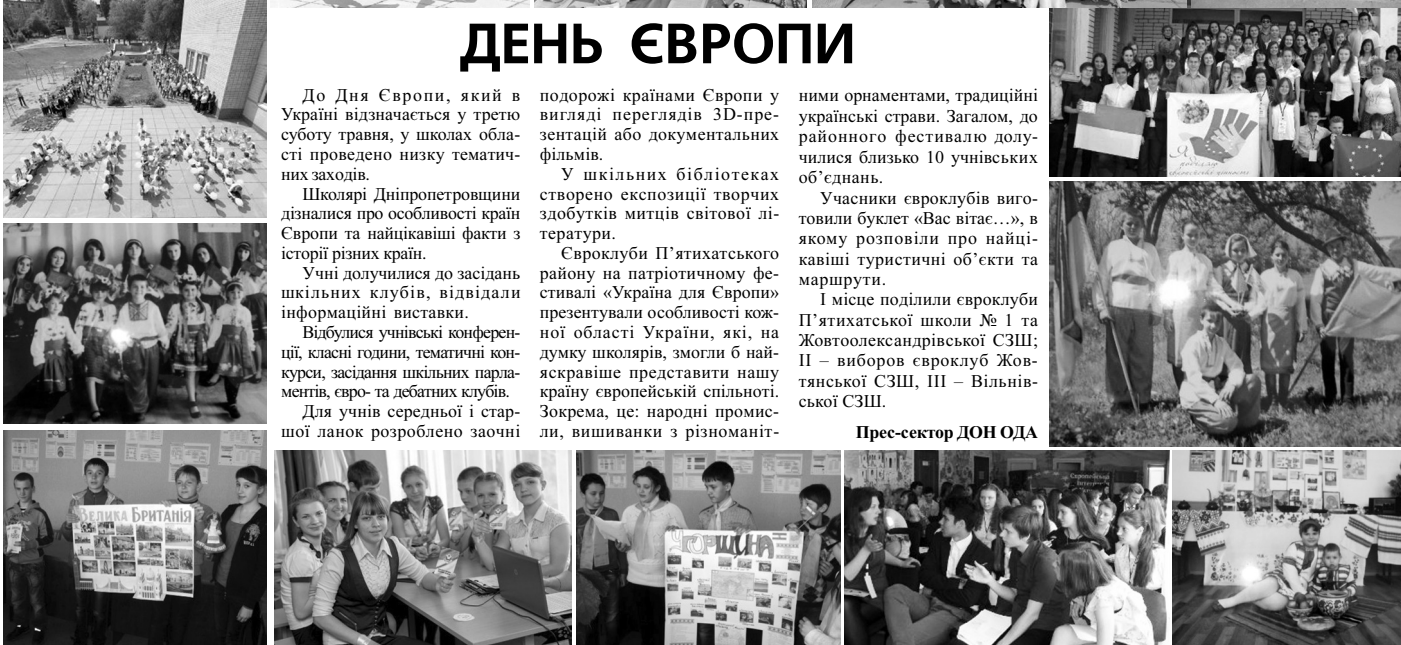 ДЕНЬ ЄВРОПИ
До Дня Європи, який в
Україні відзначається у третю
суботу травня, у школах обла-
сті проведено низку тематич-
них заходів.
Школярі Дніпропетровщини
дізналися про особливості країн
Європи та найцікавіші факти з
історії різних країн.
Учні долучилися до засідань
шкільних клубів, відвідали
інформаційні виставки.
Відбулися учнівські конферен-
ції, класні години, тематичні кон-
курси, засідання шкільних парла-
ментів, євро- та дебатних клубів.
Для учнів середньої і стар-
шої ланок розроблено заочні
подорожі країнами Європи у
вигляді переглядів 3D-пре-
зентацій або документальних
фільмів.
У шкільних бібліотеках
створено експозиції творчих
здобутків митців світової лі-
тератури.
Євроклуби П’ятихатського
району на патріотичному фе-
стивалі «Україна для Європи»
презентували особливості кож-
ної області України, які, на
думку школярів, змогли б най-
яскравіше представити нашу
країну європейській спільноті.
Зокрема, це: народні промис-
ли, вишиванки з різноманіт-
ними орнаментами, традиційні
українські страви. Загалом, до
районного фестивалю долу-
чилися близько 10 учнівських
об’єднань.
Учасники євроклубів виго-
товили буклет «Вас вітає…», в
якому розповіли про найці-
кавіші туристичні об’єкти та
маршрути.
І місце поділили євроклуби
П’ятихатської школи № 1 та
Жовтоолександрівської СЗШ;
ІІ – виборов євроклуб Жов-
тянської СЗШ, ІІІ – Вільнів-
ської СЗШ.
Прес-сектор ДОН ОДА
МИР
Я
ВЕЛИКА БРИТАНІЯ
УГОРЩИНА